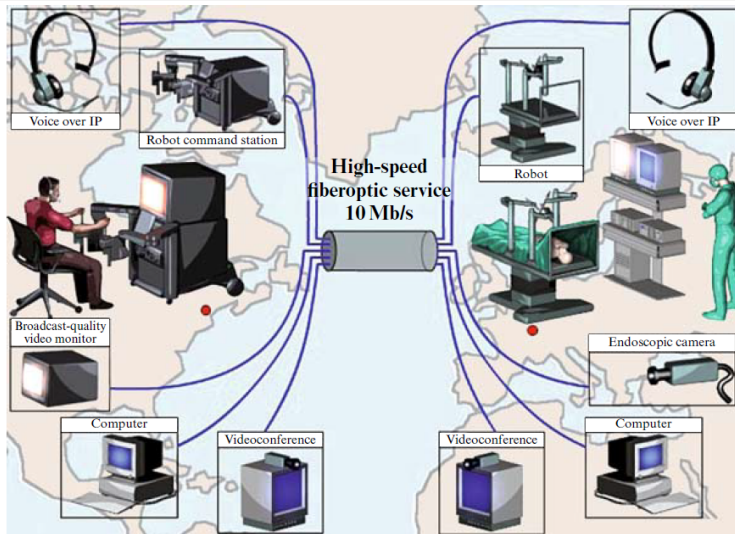 Voice over IP
Robot command station
High-speed
fiberoptic service
10 Mb/s
Robot
Voice over IP
Broadcast-quality
video monitor
Endoscopic camera
Computer
Videoconference
Videoconference
Computer